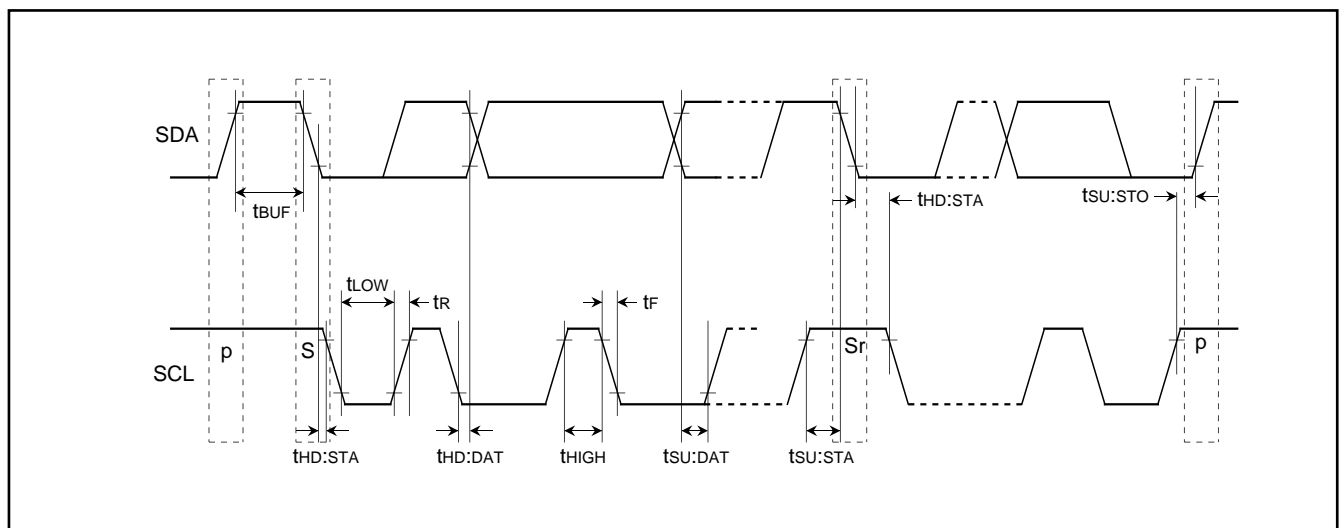 SDA
tBUF
tHD:STA
tSU:STO
tLOW
tR
tF
p
S
Sr
p
SCL
tHD:STA
tHD:DAT
tHIGH
tSU:DAT
tSU:STA